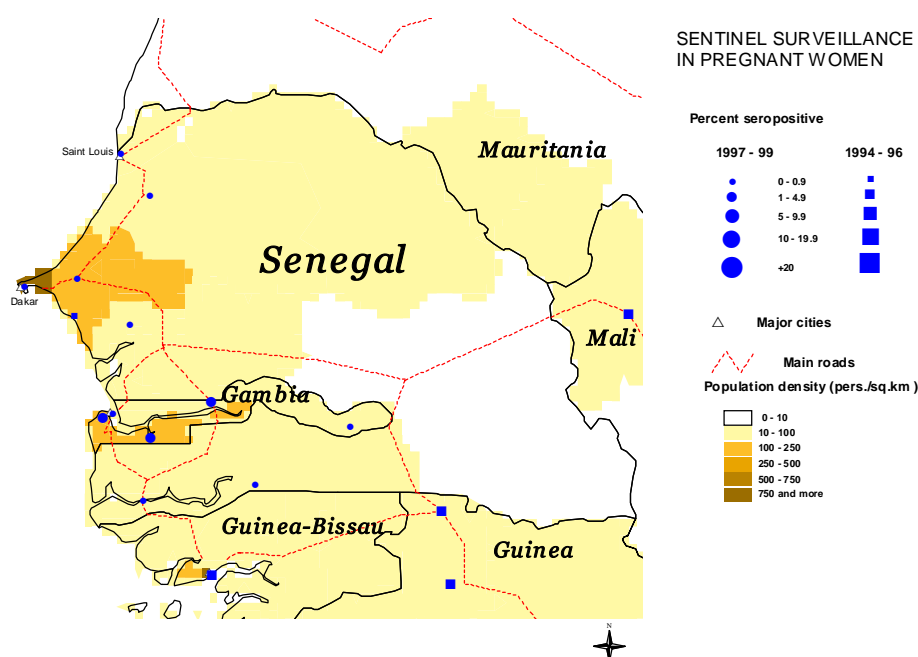 SENTINEL SURVEILLANCE
IN PREGNANT WOMEN
Percent seropositive
1997 - 99
1994 - 96
0 - 0.9
1 - 4.9
5 - 9.9
10 - 19.9
+20
Major cities
Main roads
Population density (pers./sq.km )
0 - 10
10 - 100
100 - 250
250 - 500
500 - 750
750 and more
Mauritania
Saint Louis
Senegal
Dakar
Mali
Gambia
Guinea-Bissau
Guinea
N